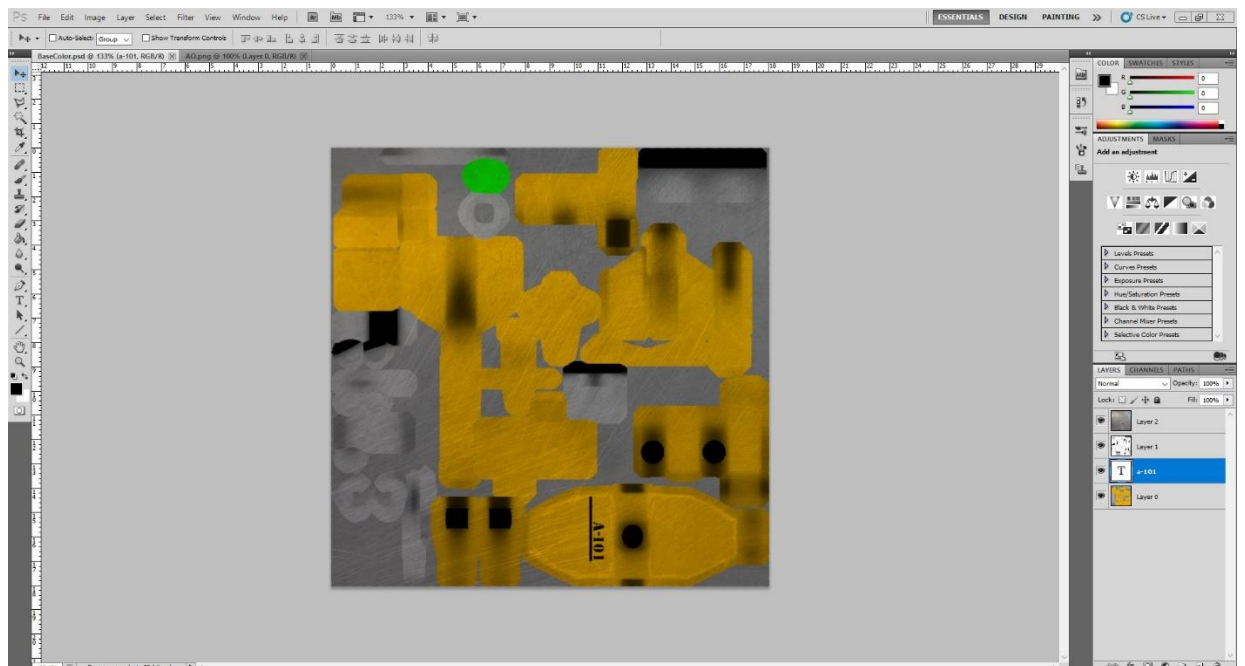 PS File Edit Image Layer Select Filter View Window Help Br Mb 133% ESSENTIALS DESIGN PAINTING CS Live
Auto-Select: Group Show Transform Controls
BaseColor.psd @ 133% (a-101, RGB/8) AO.png @ 100% (Layer 0, RGB/8)
COLOR SWATCHES STYLES
R 0
G 0
B 0
ADJUSTMENTS MASKS
Add an adjustment
Levels Presets
Curves Presets
Exposure Presets
Hue/Saturation Presets
Black & White Presets
Channel Mixer Presets
Selective Color Presets
LAYERS CHANNELS PATHS
Normal Opacity: 100%
Lock: Fill: 100%
Layer 2
Layer 1
T a-101
Layer 0
A-101